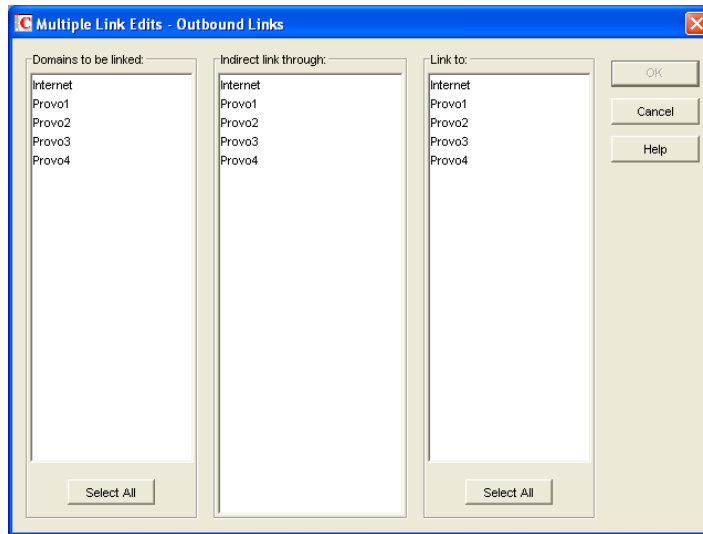 C Multiple Link Edits - Outbound Links
Domains to be linked:
Internet
Provo1
Provo2
Provo3
Provo4
Select All
Indirect link through:
Internet
Provo1
Provo2
Provo3
Provo4
Link to:
Internet
Provo1
Provo2
Provo3
Provo4
Select All
OK
Cancel
Help